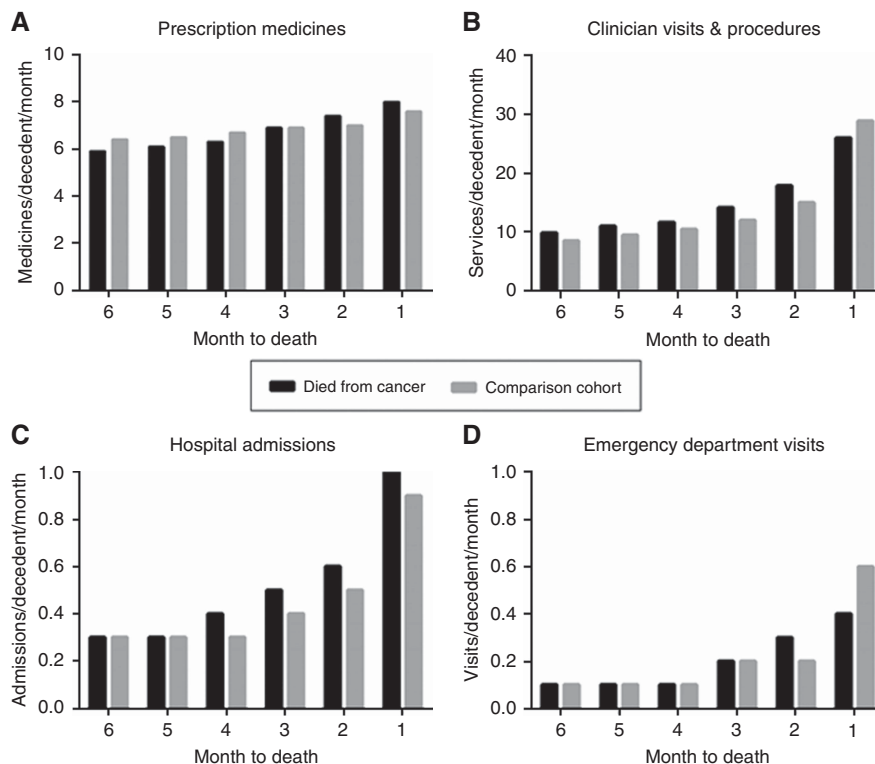 A
Prescription medicines
Medicines/decedent/month
10
8
6
4
2
0
6 5 4 3 2 1
Month to death
B
Clinician visits & procedures
Services/decedent/month
40
30
20
10
0
6 5 4 3 2 1
Month to death
Died from cancer Comparison cohort
C
Hospital admissions
Admissions/decedent/month
1.0
0.8
0.6
0.4
0.2
0.0
6 5 4 3 2 1
Month to death
D
Emergency department visits
Visits/decedent/month
1.0
0.8
0.6
0.4
0.2
0.0
6 5 4 3 2 1
Month to death